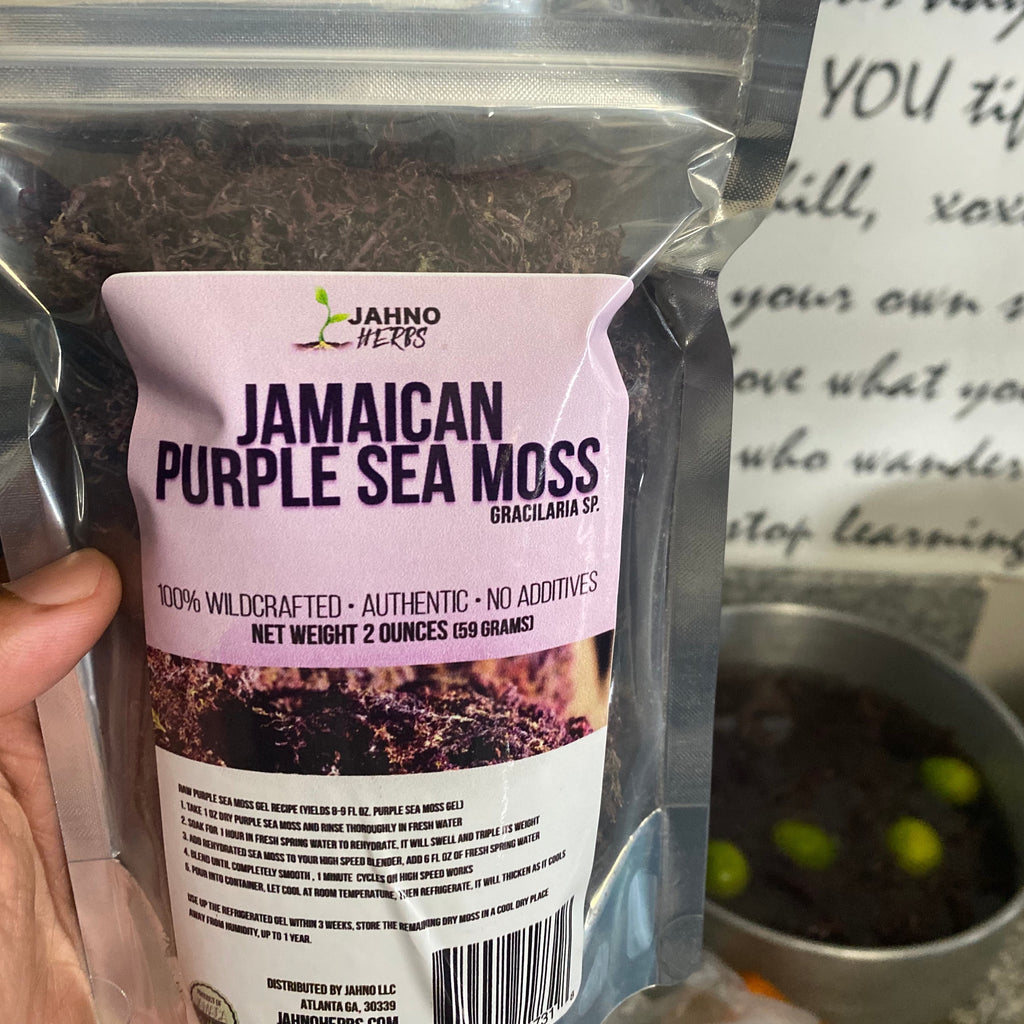 JAHNO
HERBS
JAMAICAN
PURPLE SEA MOSS
GRACILARIA SP.
100% WILDCRAFTED • AUTHENTIC • NO ADDITIVES
NET WEIGHT 2 OUNCES (59 GRAMS)
RAW PURPLE SEA MOSS GEL RECIPE (YIELDS 8-9 FL OZ. PURPLE SEA MOSS GEL)
1. TAKE 1 OZ DRY PURPLE SEA MOSS AND RINSE THOROUGHLY IN FRESH WATER
2. SOAK FOR 1 HOUR IN FRESH SPRING WATER TO REHYDRATE, IT WILL SWELL AND TRIPLE ITS WEIGHT
3. ADD REHYDRATED SEA MOSS TO YOUR HIGH SPEED BLENDER, ADD 6 FL OZ OF FRESH SPRING WATER
4. BLEND UNTIL COMPLETELY SMOOTH , 1 MINUTE CYCLES ON HIGH SPEED WORKS
5. POUR INTO CONTAINER, LET COOL AT ROOM TEMPERATURE, THEN REFRIGERATE, IT WILL THICKEN AS IT COOLS
USE UP THE REFRIGERATED GEL WITHIN 3 WEEKS, STORE THE REMAINING DRY MOSS IN A COOL DRY PLACE
AWAY FROM HUMIDITY, UP TO 1 YEAR.
DISTRIBUTED BY JAHNO LLC
ATLANTA GA, 30339
JAHNOHERBS.COM
PRODUCT OF
YOU
your own
what
who
stop learning